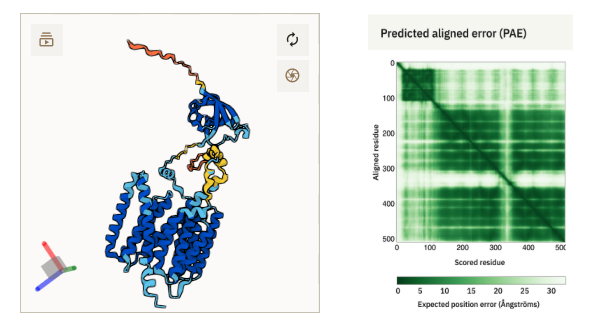 Predicted aligned error (PAE)
0
100
200
300
400
500
Aligned residue
0 100 200 300 400 500
Scored residue
0 5 10 15 20 25 30
Expected position error (Ångströms)